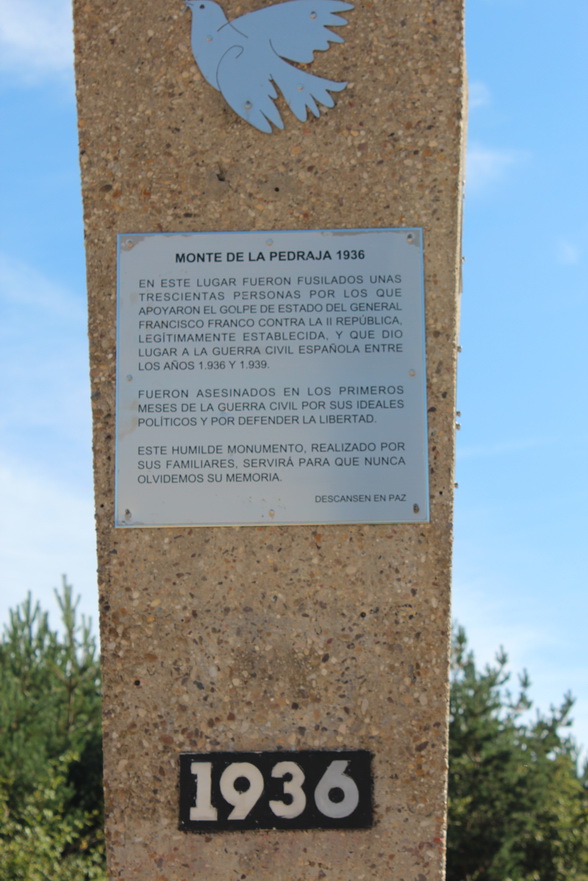 MONTE DE LA PEDRAJA 1936
EN ESTE LUGAR FUERON FUSILADOS UNAS
TRESCIENTAS PERSONAS POR LOS QUE
APOYARON EL GOLPE DE ESTADO DEL GENERAL
FRANCISCO FRANCO CONTRA LA II REPÚBLICA,
LEGÍTIMAMENTE ESTABLECIDA, Y QUE DIO
LUGAR A LA GUERRA CIVIL ESPAÑOLA ENTRE
LOS AÑOS 1.936 Y 1.939.
FUERON ASESINADOS EN LOS PRIMEROS
MESES DE LA GUERRA CIVIL POR SUS IDEALES
POLÍTICOS Y POR DEFENDER LA LIBERTAD.
ESTE HUMILDE MONUMENTO, REALIZADO POR
SUS FAMILIARES, SERVIRÁ PARA QUE NUNCA
OLVIDEMOS SU MEMORIA.
DESCANSEN EN PAZ
1936